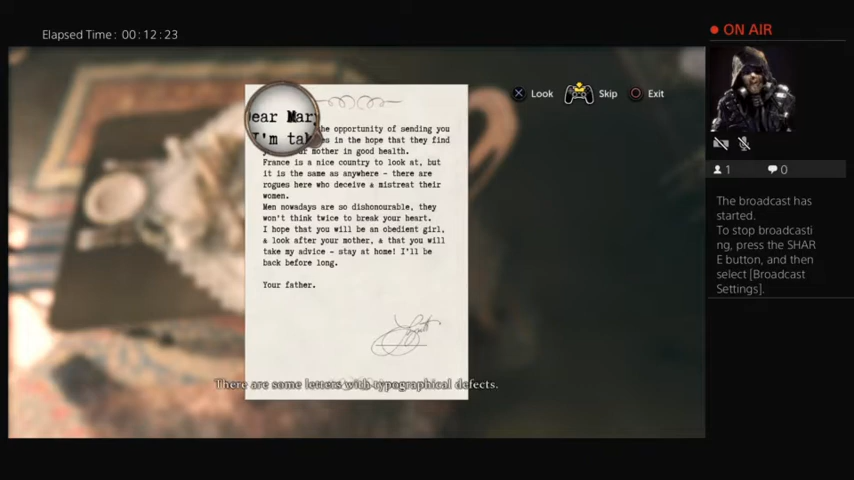 Elapsed Time : 00:12:23
ON AIR
Look
Skip
Exit
ear Mar
I'm tak
he opportunity of sending you
es in the hope that they find
ur mother in good health.
France is a nice country to look at, but
it is the same as anywhere - there are
rogues here who deceive & mistreat their
women.
Men nowadays are so dishonourable, they
won't think twice to break your heart.
I hope that you will be an obedient girl,
& look after your mother, & that you will
take my advice - stay at home! I'll be
back before long.
Your father.
There are some letters with typographical defects.
1
0
The broadcast has
started.
To stop broadcasti
ng, press the SHAR
E button, and then
select [Broadcast
Settings].